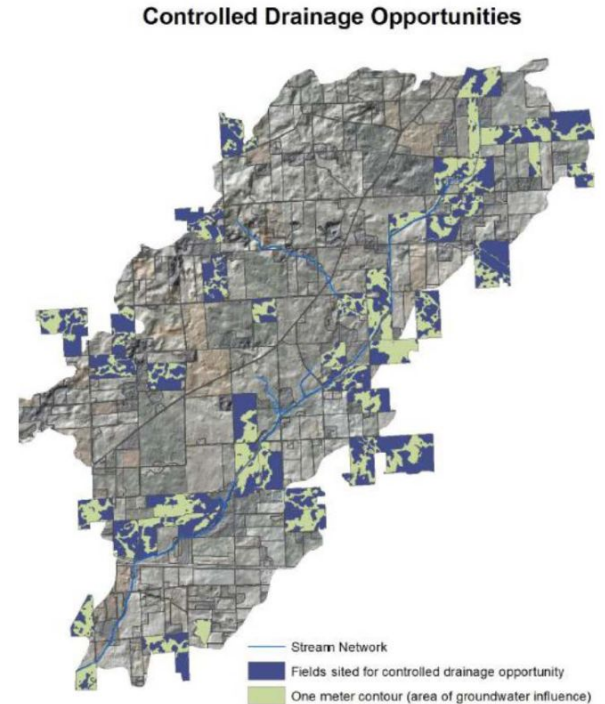 Controlled Drainage Opportunities
Stream Network
Fields sited for controlled drainage opportunity
One meter contour (area of groundwater influence)